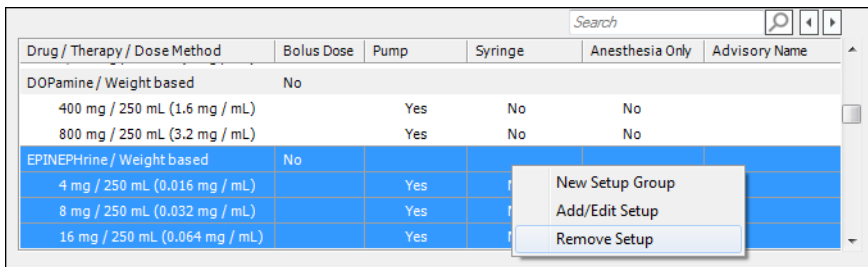 Search
Drug / Therapy / Dose Method Bolus Dose Pump Syringe Anesthesia Only Advisory Name
DOPamine / Weight based No
400 mg / 250 mL (1.6 mg / mL) Yes No No
800 mg / 250 mL (3.2 mg / mL) Yes No No
EPINEPHrine / Weight based No
4 mg / 250 mL (0.016 mg / mL) Yes
8 mg / 250 mL (0.032 mg / mL) Yes
16 mg / 250 mL (0.064 mg / mL) Yes
New Setup Group
Add/Edit Setup
Remove Setup